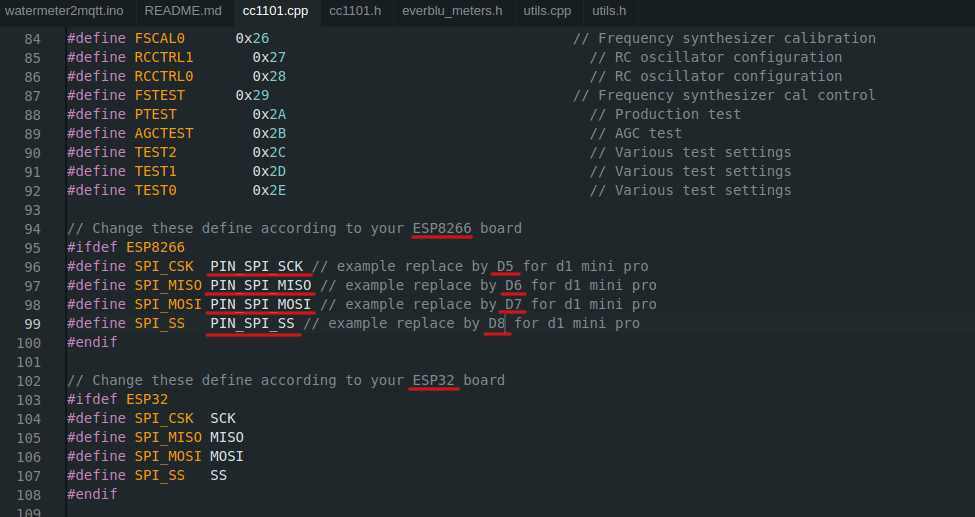 watermeter2mqtt.ino README.md cc1101.cpp cc1101.h everblu_meters.h utils.cpp utils.h
84 #define FSCAL0 0x26 // Frequency synthesizer calibration
85 #define RCCTRL1 0x27 // RC oscillator configuration
86 #define RCCTRL0 0x28 // RC oscillator configuration
87 #define FSTEST 0x29 // Frequency synthesizer cal control
88 #define PTEST 0x2A // Production test
89 #define AGCTEST 0x2B // AGC test
90 #define TEST2 0x2C // Various test settings
91 #define TEST1 0x2D // Various test settings
92 #define TEST0 0x2E // Various test settings
93
94 // Change these define according to your ESP8266 board
95 #ifdef ESP8266
96 #define SPI_CSK PIN_SPI_SCK // example replace by D5 for d1 mini pro
97 #define SPI_MISO PIN_SPI_MISO // example replace by D6 for d1 mini pro
98 #define SPI_MOSI PIN_SPI_MOSI // example replace by D7 for d1 mini pro
99 #define SPI_SS PIN_SPI_SS // example replace by D8 for d1 mini pro
100 #endif
101
102 // Change these define according to your ESP32 board
103 #ifdef ESP32
104 #define SPI_CSK SCK
105 #define SPI_MISO MISO
106 #define SPI_MOSI MOSI
107 #define SPI_SS SS
108 #endif
109